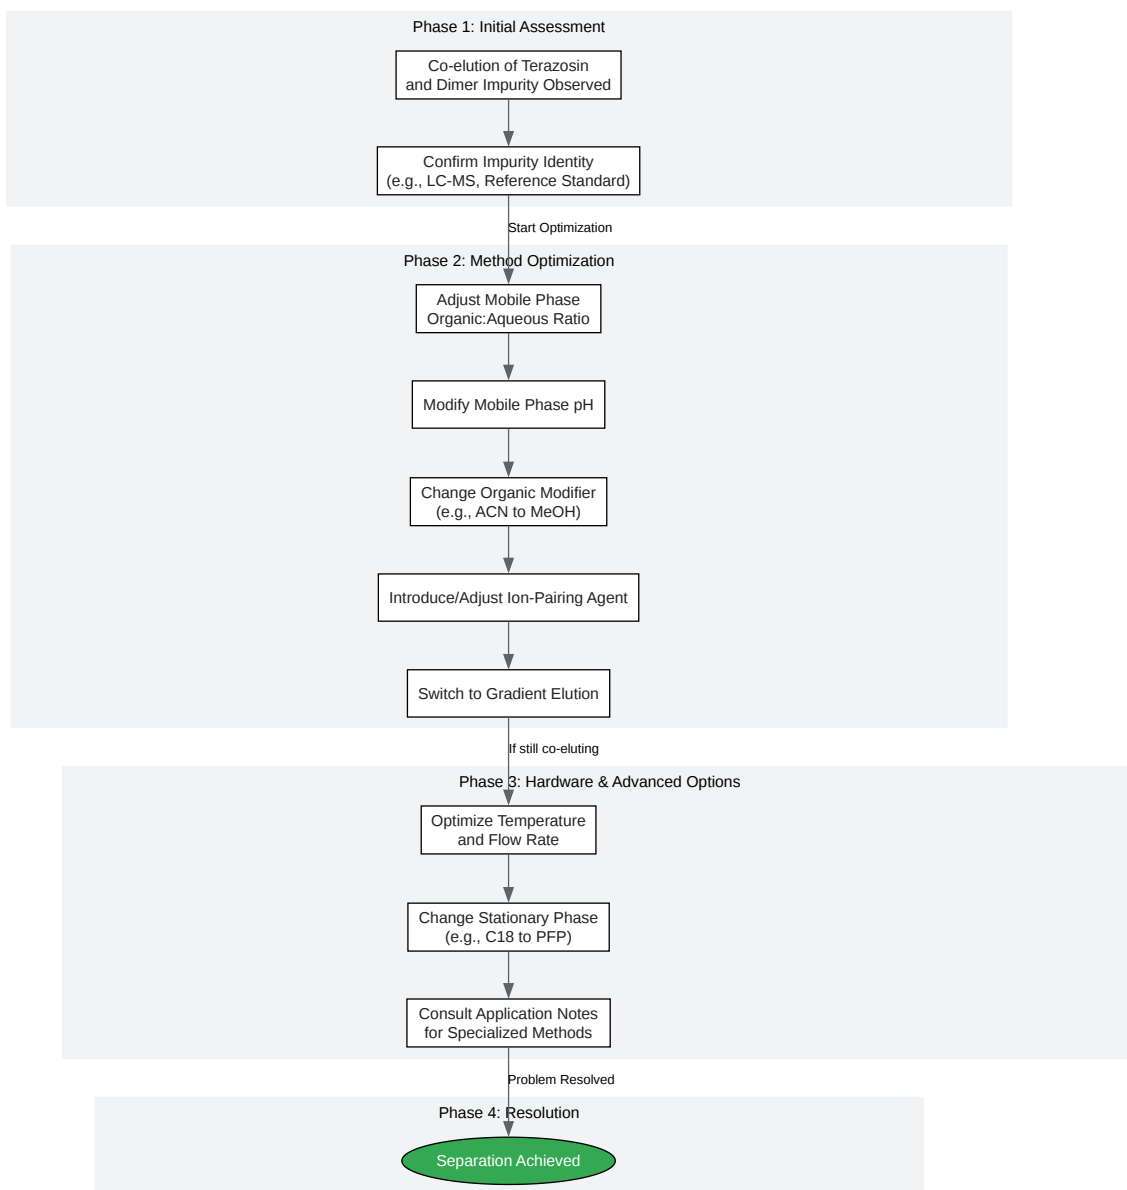 Phase 1: Initial Assessment
Co-elution of Terazosin
and Dimer Impurity Observed
Confirm Impurity Identity
(e.g., LC-MS, Reference Standard)
Start Optimization
Phase 2: Method Optimization
Adjust Mobile Phase
Organic:Aqueous Ratio
Modify Mobile Phase pH
Change Organic Modifier
(e.g., ACN to MeOH)
Introduce/Adjust Ion-Pairing Agent
Switch to Gradient Elution
If still co-eluting
Phase 3: Hardware & Advanced Options
Optimize Temperature
and Flow Rate
Change Stationary Phase
(e.g., C18 to PFP)
Consult Application Notes
for Specialized Methods
Problem Resolved
Phase 4: Resolution
Separation Achieved